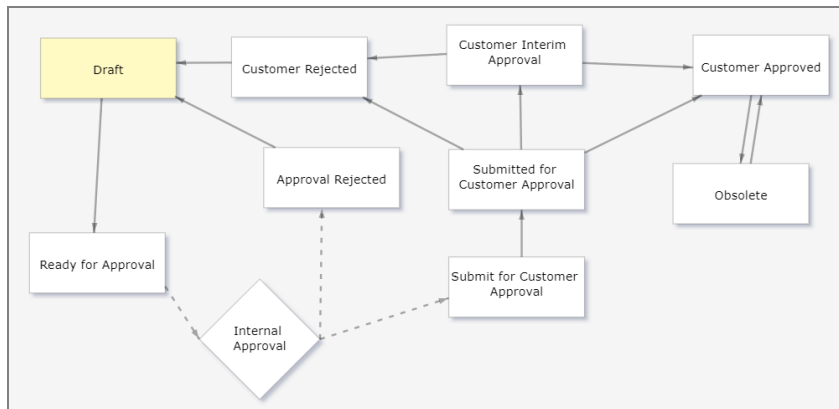 Draft
Customer Rejected
Customer Interim
Approval
Customer Approved
Approval Rejected
Submitted for
Customer Approval
Obsolete
Ready for Approval
Submit for Customer
Approval
Internal
Approval